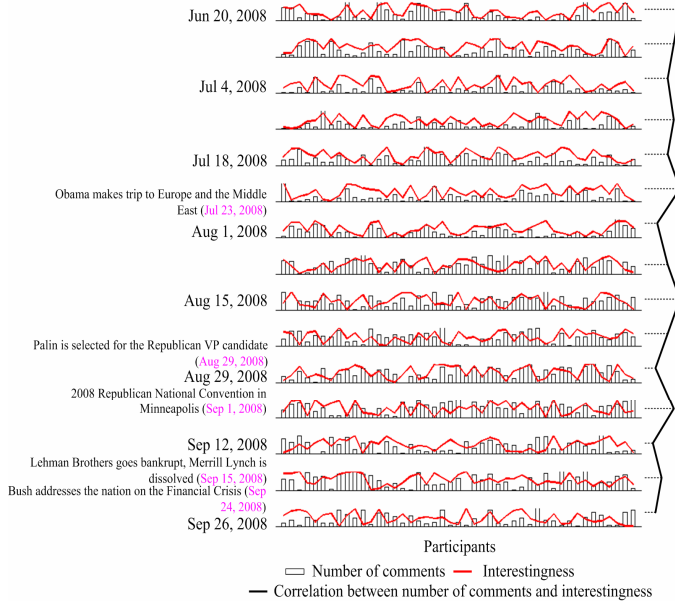 Jun 20, 2008
Jul 4, 2008
Jul 18, 2008
Obama makes trip to Europe and the Middle
East (Jul 23, 2008)
Aug 1, 2008
Aug 15, 2008
Palin is selected for the Republican VP candidate
(Aug 29, 2008)
Aug 29, 2008
2008 Republican National Convention in
Minneapolis (Sep 1, 2008)
Sep 12, 2008
Lehman Brothers goes bankrupt, Merrill Lynch is
dissolved (Sep 15, 2008)
Bush addresses the nation on the Financial Crisis (Sep
24, 2008)
Sep 26, 2008
Participants
Number of comments
Interestingness
Correlation between number of comments and interestingness